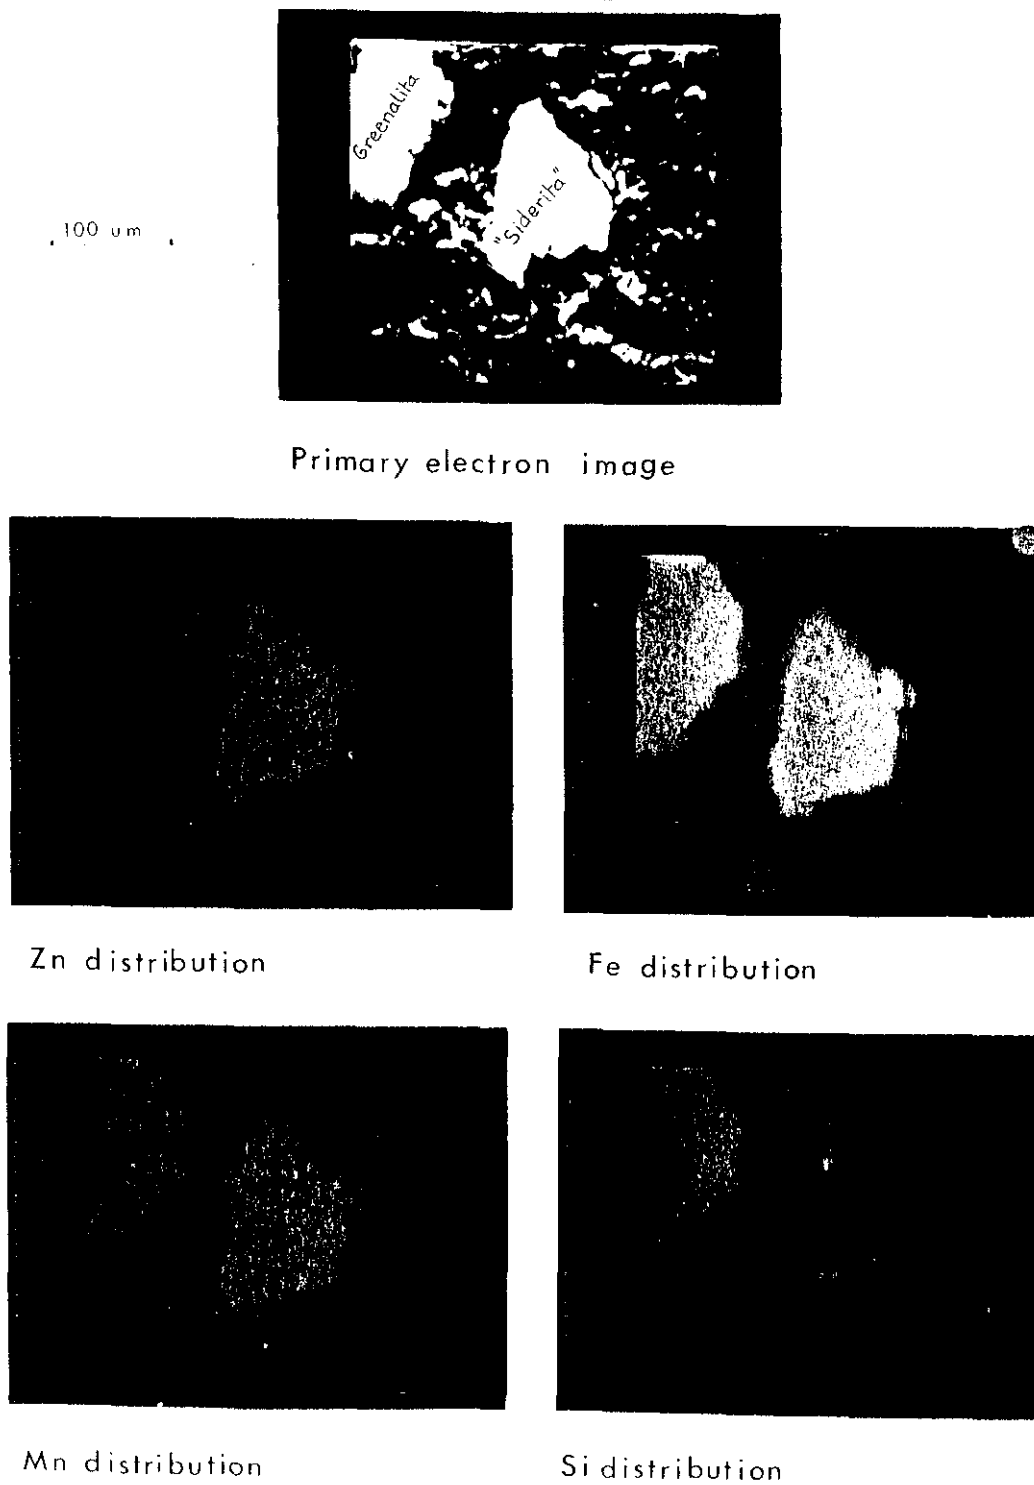 Greenalita
"Siderita"
100 um
Primary electron image
Zn distribution
Fe distribution
Mn distribution
Si distribution